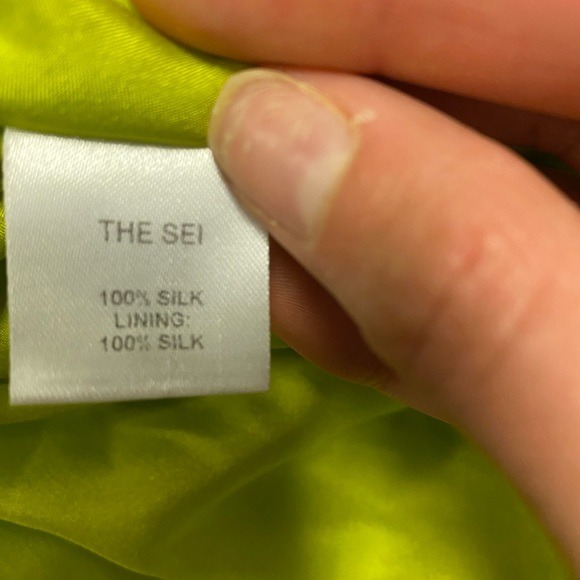 THE SEI
100% SILK
LINING:
100% SILK